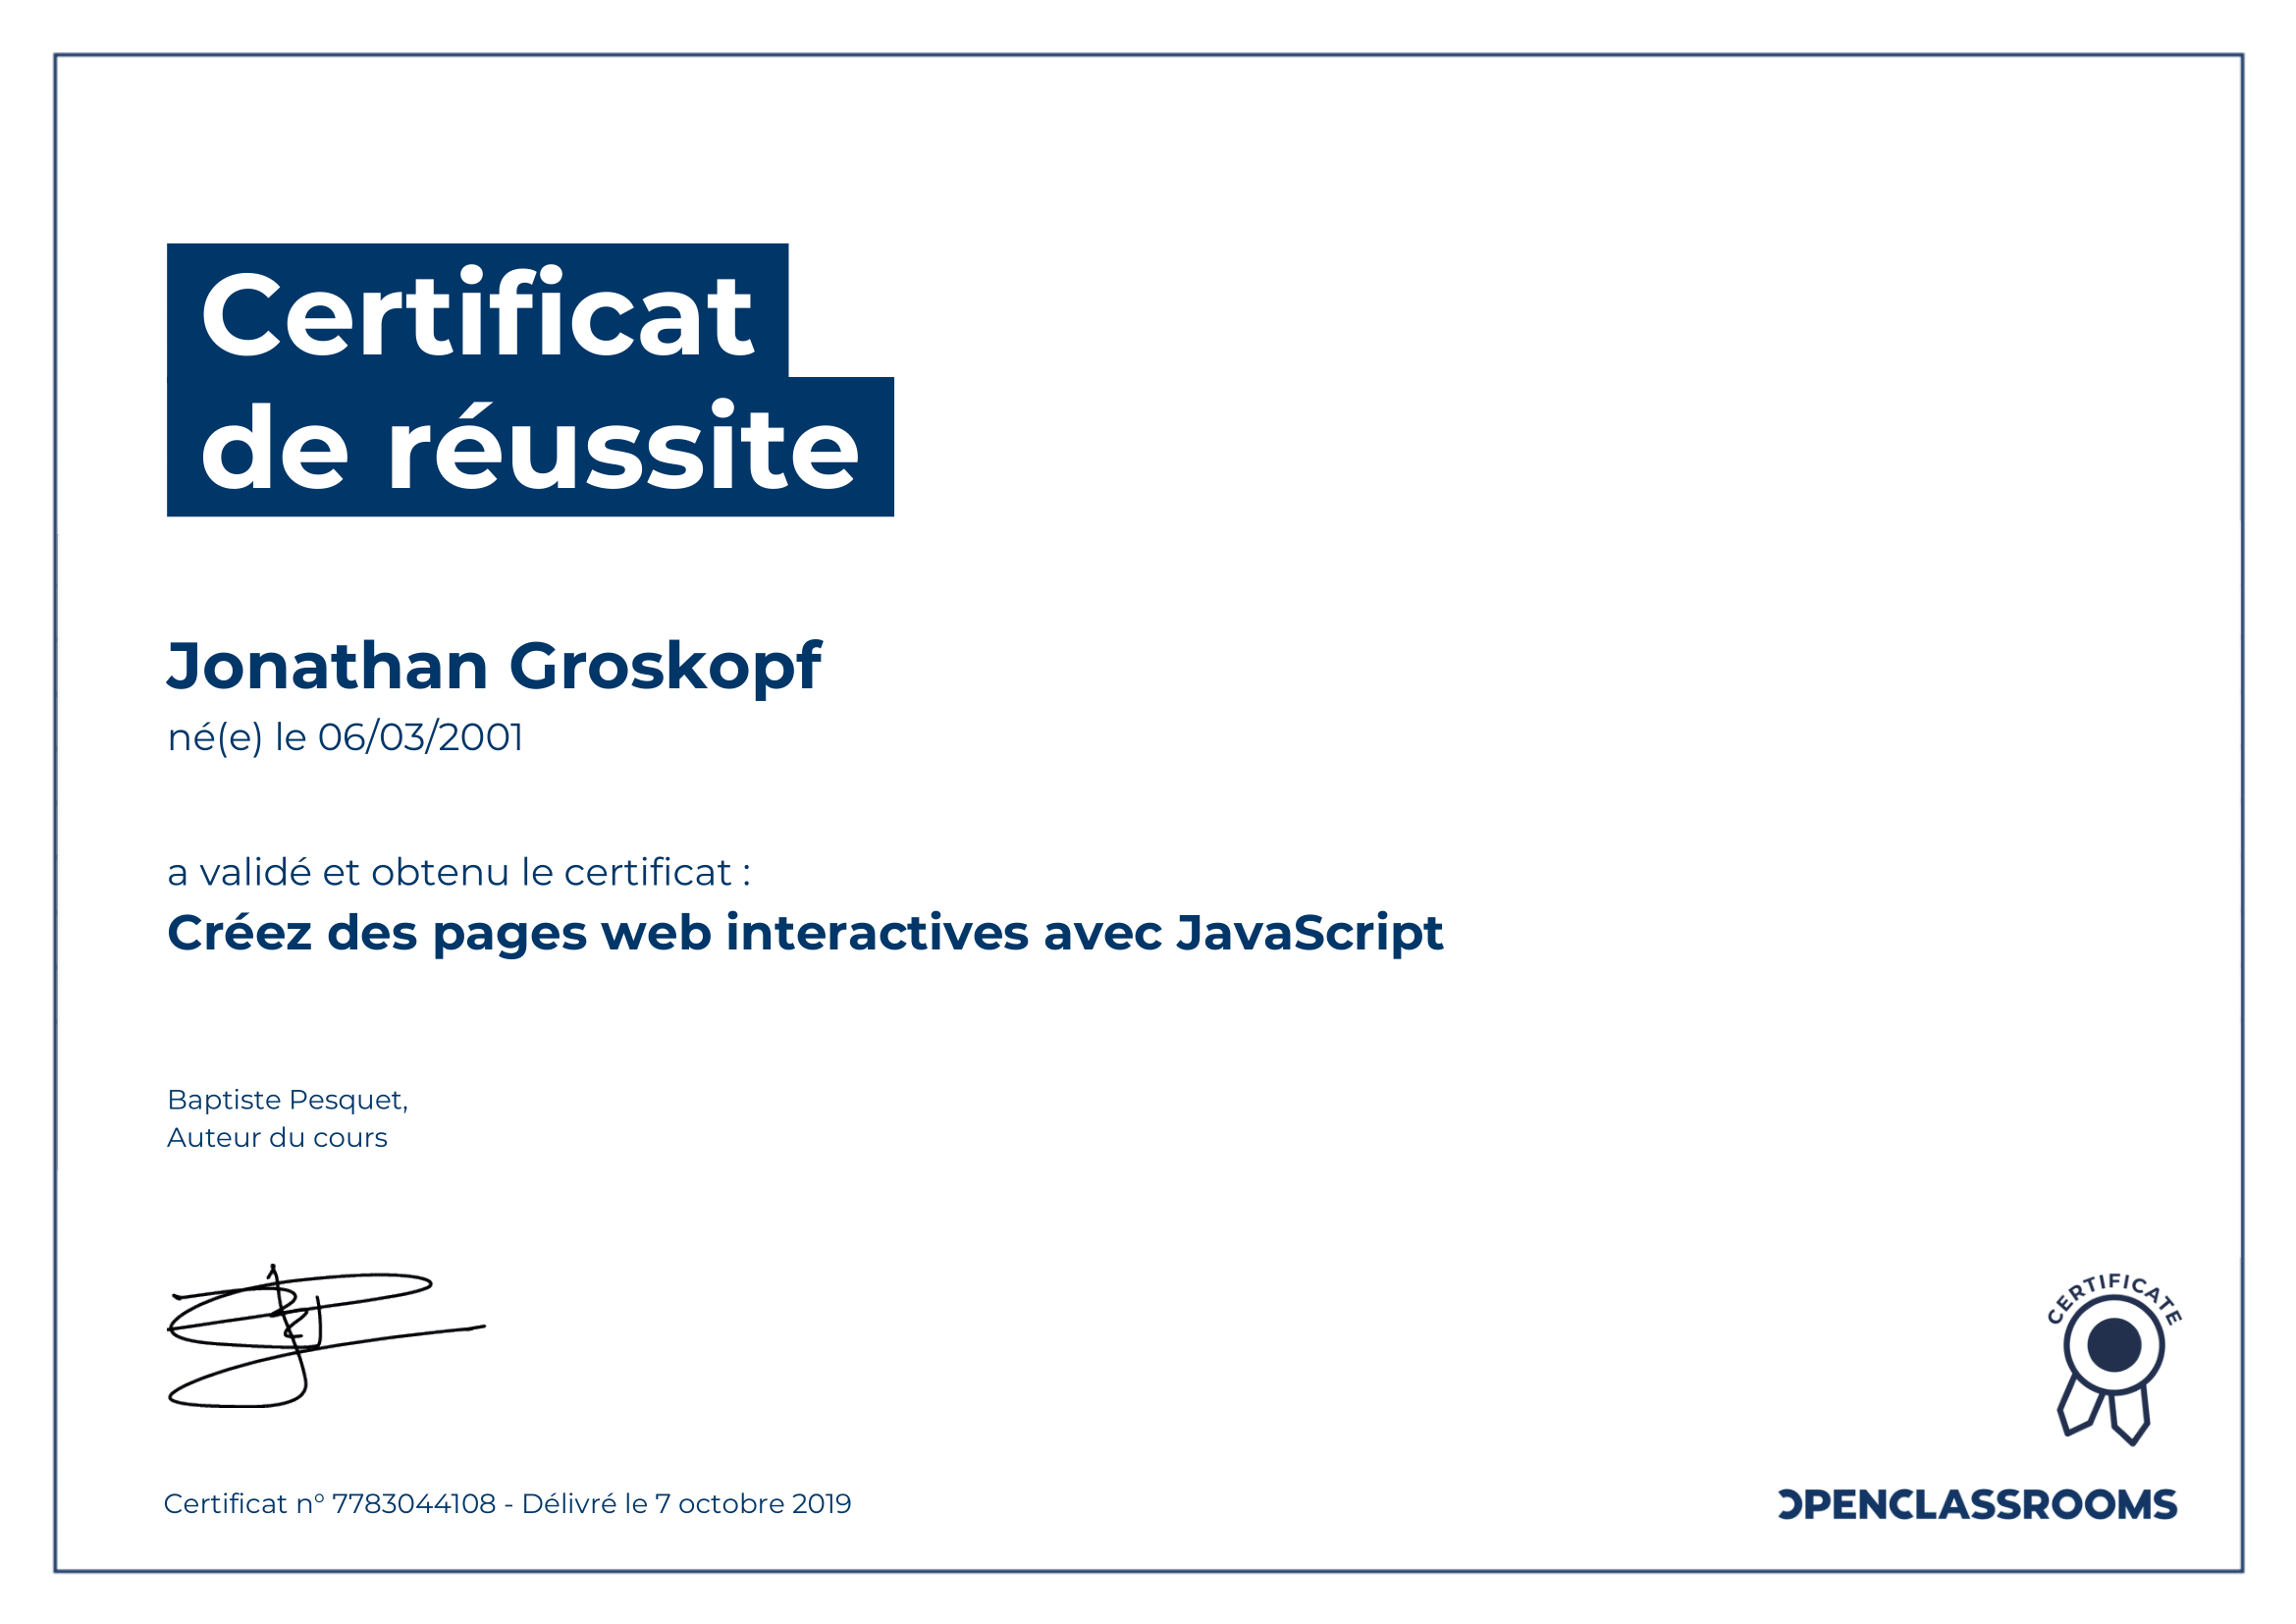 Certificat
de réussite
Jonathan Groskopf
né(e) le 06/03/2001
a validé et obtenu le certificat :
Créez des pages web interactives avec JavaScript
Baptiste Pesquet,
Auteur du cours
CERTIFICATE
Certificat n° 7783044108 - Délivré le 7 octobre 2019
OPENCLASSROOMS